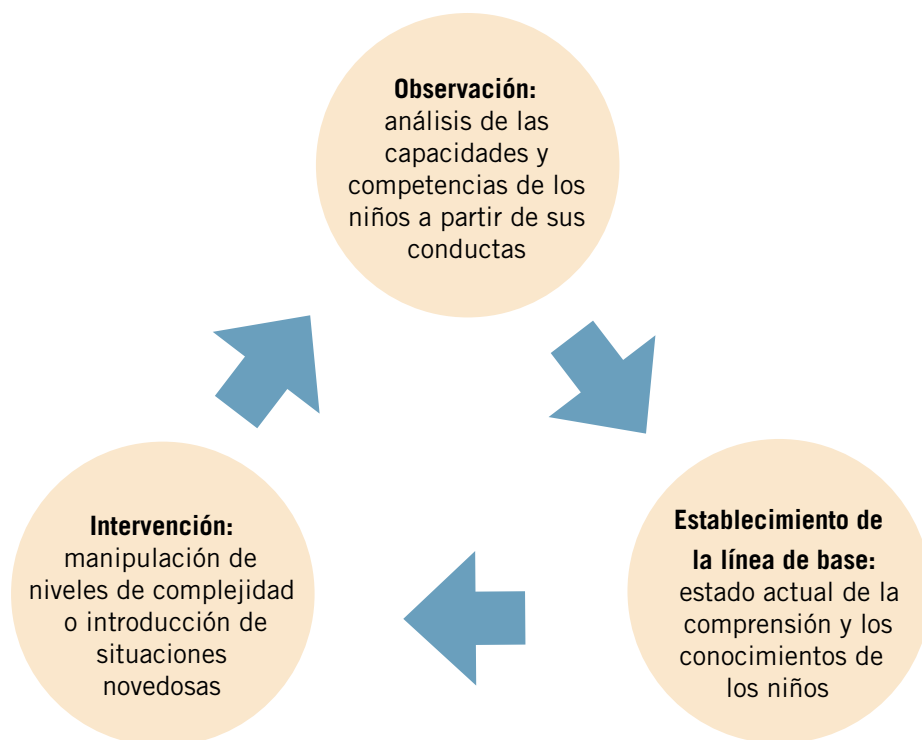 Observación:
análisis de las
capacidades y
competencias de los
niños a partir de sus
conductas
Establecimiento de
la línea de base:
estado actual de la
comprensión y los
conocimientos de
los niños
Intervención:
manipulación de
niveles de complejidad
o introducción de
situaciones
novedosas